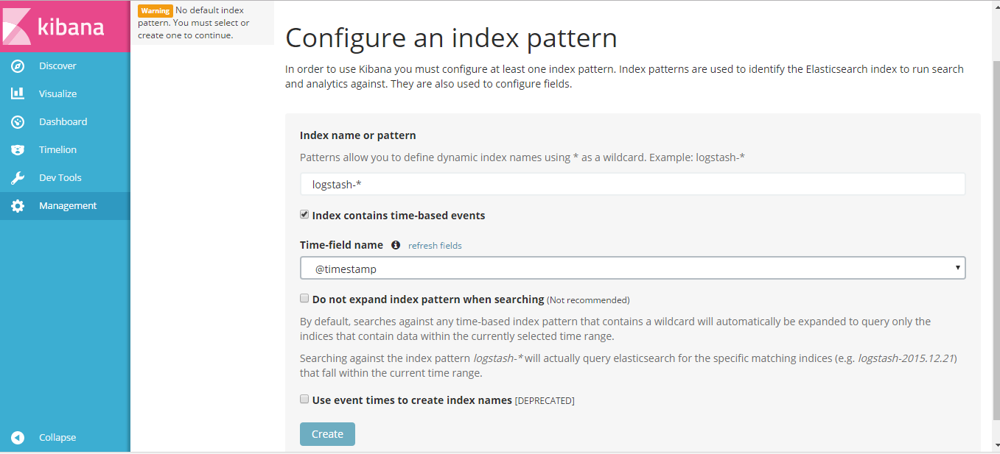 kibana
Discover
Visualize
Dashboard
Timelion
Dev Tools
Management
Collapse
Warning No default index
pattern. You must select or
create one to continue.
Configure an index pattern
In order to use Kibana you must configure at least one index pattern. Index patterns are used to identify the Elasticsearch index to run search
and analytics against. They are also used to configure fields.
Index name or pattern
Patterns allow you to define dynamic index names using * as a wildcard. Example: logstash-*
logstash-*
Index contains time-based events
Time-field name refresh fields
@timestamp
Do not expand index pattern when searching (Not recommended)
By default, searches against any time-based index pattern that contains a wildcard will automatically be expanded to query only the
indices that contain data within the currently selected time range.
Searching against the index pattern logstash-* will actually query elasticsearch for the specific matching indices (e.g. logstash-2015.12.21)
that fall within the current time range.
Use event times to create index names [DEPRECATED]
Create